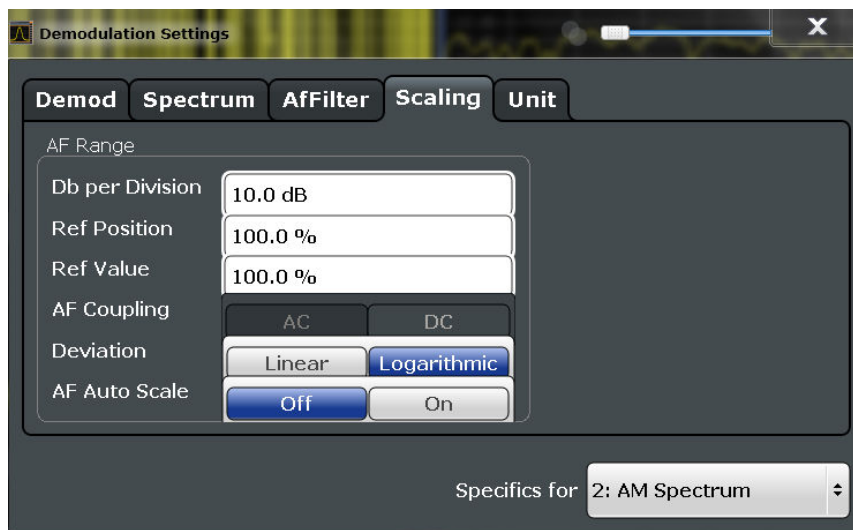 Demodulation Settings
X
Demod Spectrum AfFilter Scaling Unit
AF Range
Db per Division 10.0 dB
Ref Position 100.0 %
Ref Value 100.0 %
AF Coupling AC DC
Deviation Linear Logarithmic
AF Auto Scale Off On
Specifics for 2: AM Spectrum